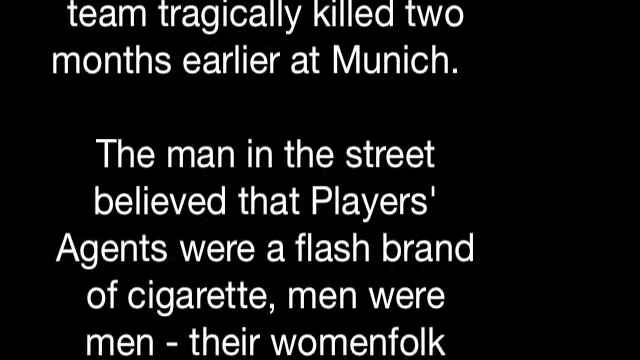 team tragically killed two
months earlier at Munich.
The man in the street
believed that Players'
Agents were a flash brand
of cigarette, men were
men - their womenfolk